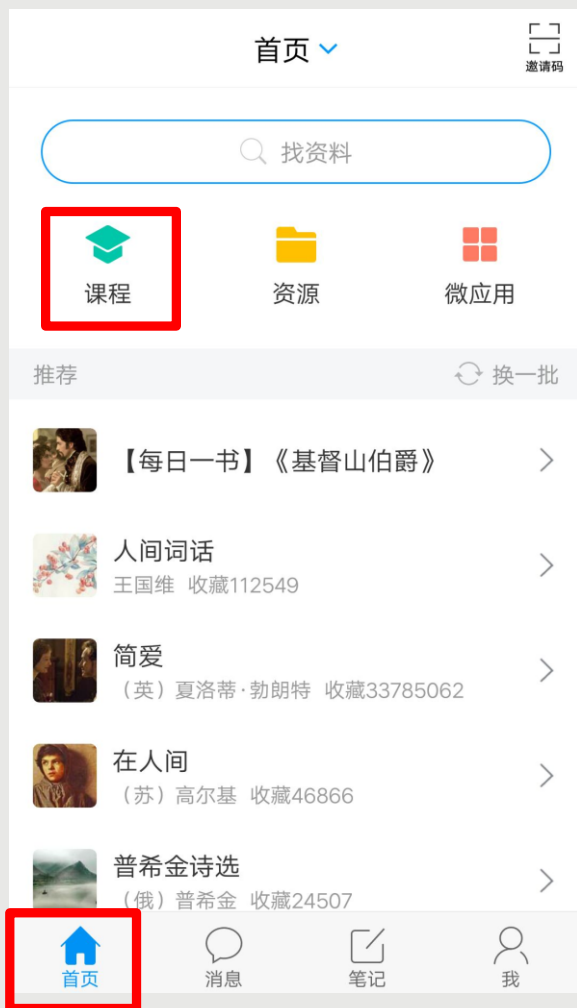 首页
邀请码
找资料
课程 资源 微应用
推荐 换一批
【每日一书】《基督山伯爵》
人间词话
王国维 收藏112549
简爱
（英）夏洛蒂·勃朗特 收藏33785062
在人间
（苏）高尔基 收藏46866
普希金诗选
（俄）普希金 收藏24507
首页 消息 笔记 我